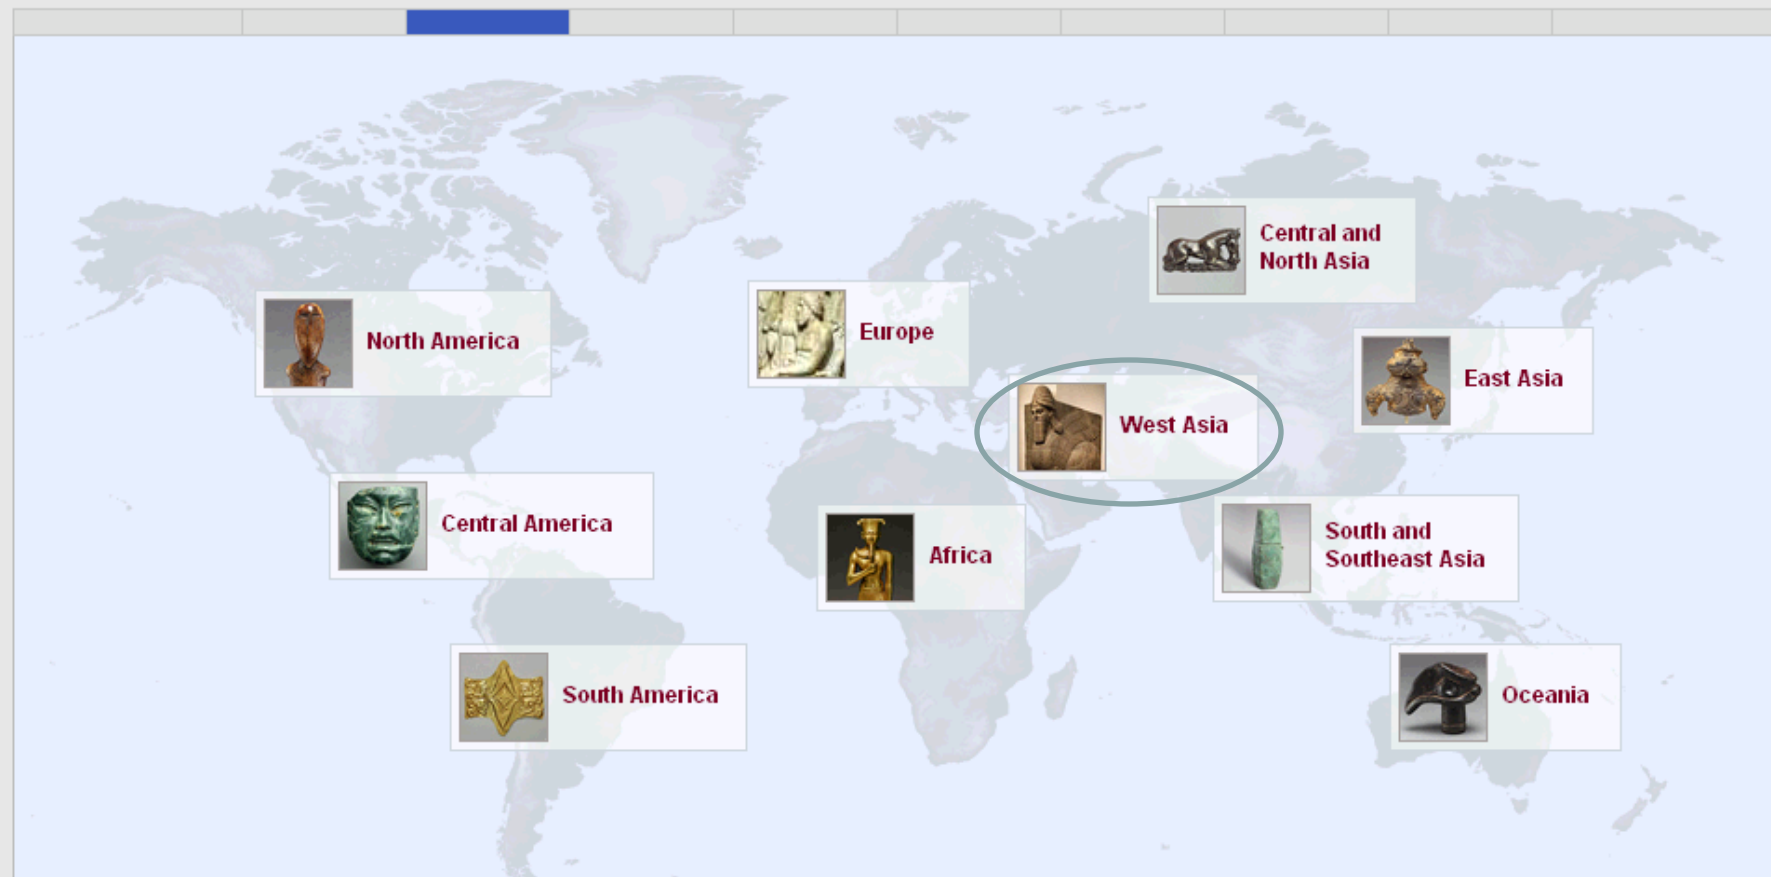 Central and
North Asia
North America
Europe
East Asia
West Asia
Central America
South and
Southeast Asia
Africa
South America
Oceania